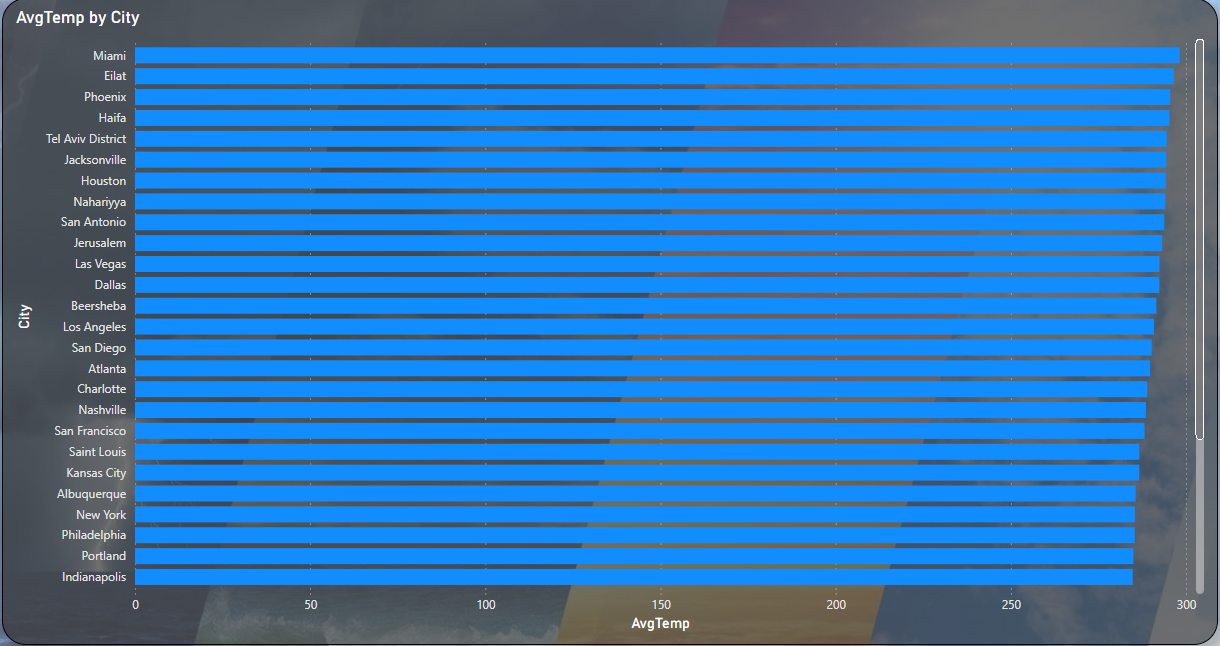 AvgTemp by City
Miami
Eilat
Phoenix
Haifa
Tel Aviv District
Jacksonville
Houston
Nahariyya
San Antonio
Jerusalem
Las Vegas
Dallas
Beersheba
Los Angeles
San Diego
Atlanta
Charlotte
Nashville
San Francisco
Saint Louis
Kansas City
Albuquerque
New York
Philadelphia
Portland
Indianapolis
City
0 50 100 150 200 250 300
AvgTemp